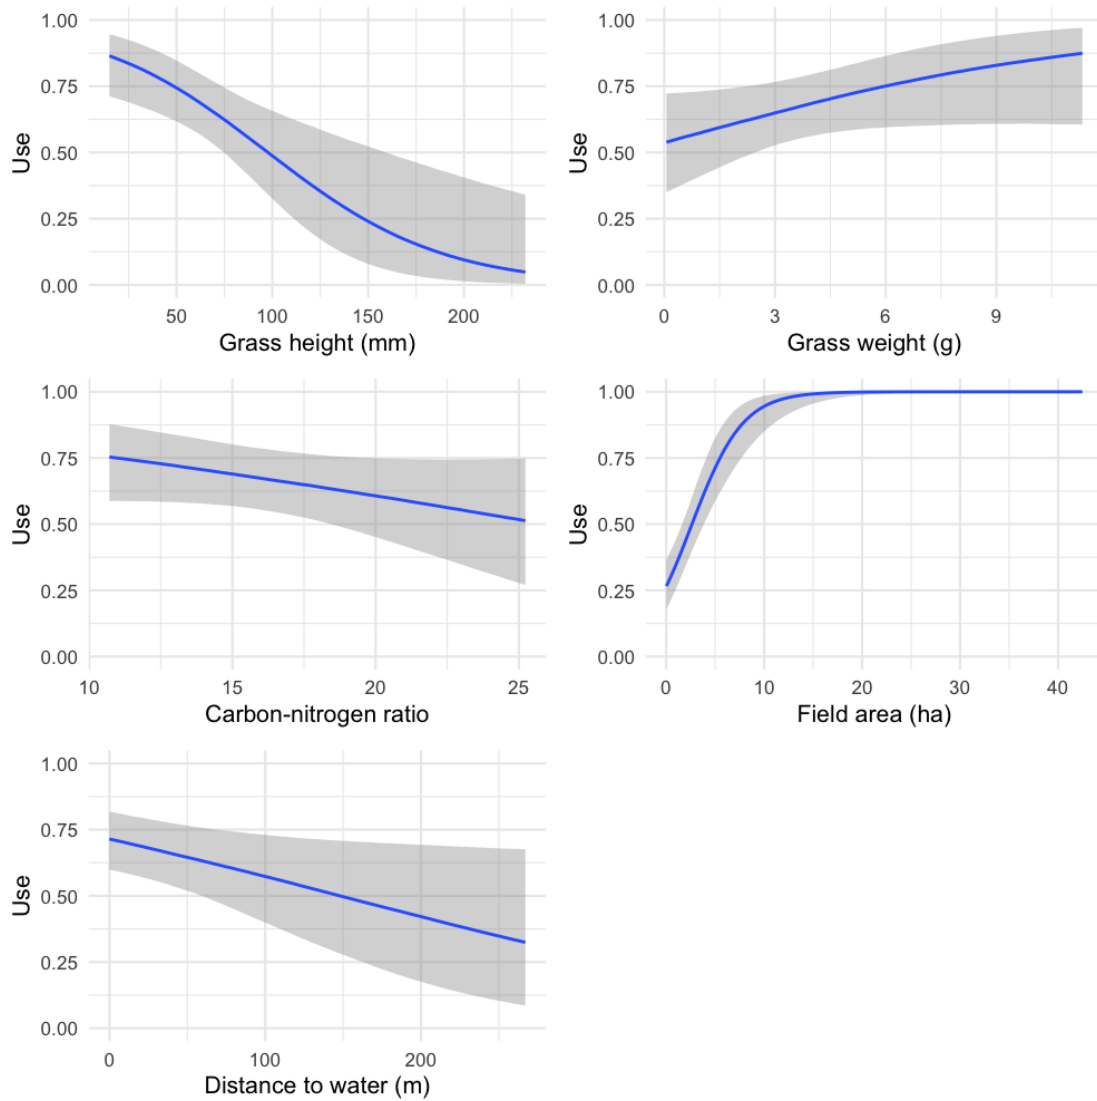 1.00
0.75
0.50
0.25
0.00
Use
50 100 150 200
Grass height (mm)
1.00
0.75
0.50
0.25
0.00
Use
0 3 6 9
Grass weight (g)
1.00
0.75
0.50
0.25
0.00
Use
10 15 20 25
Carbon-nitrogen ratio
1.00
0.75
0.50
0.25
0.00
Use
0 10 20 30 40
Field area (ha)
1.00
0.75
0.50
0.25
0.00
Use
0 100 200
Distance to water (m)